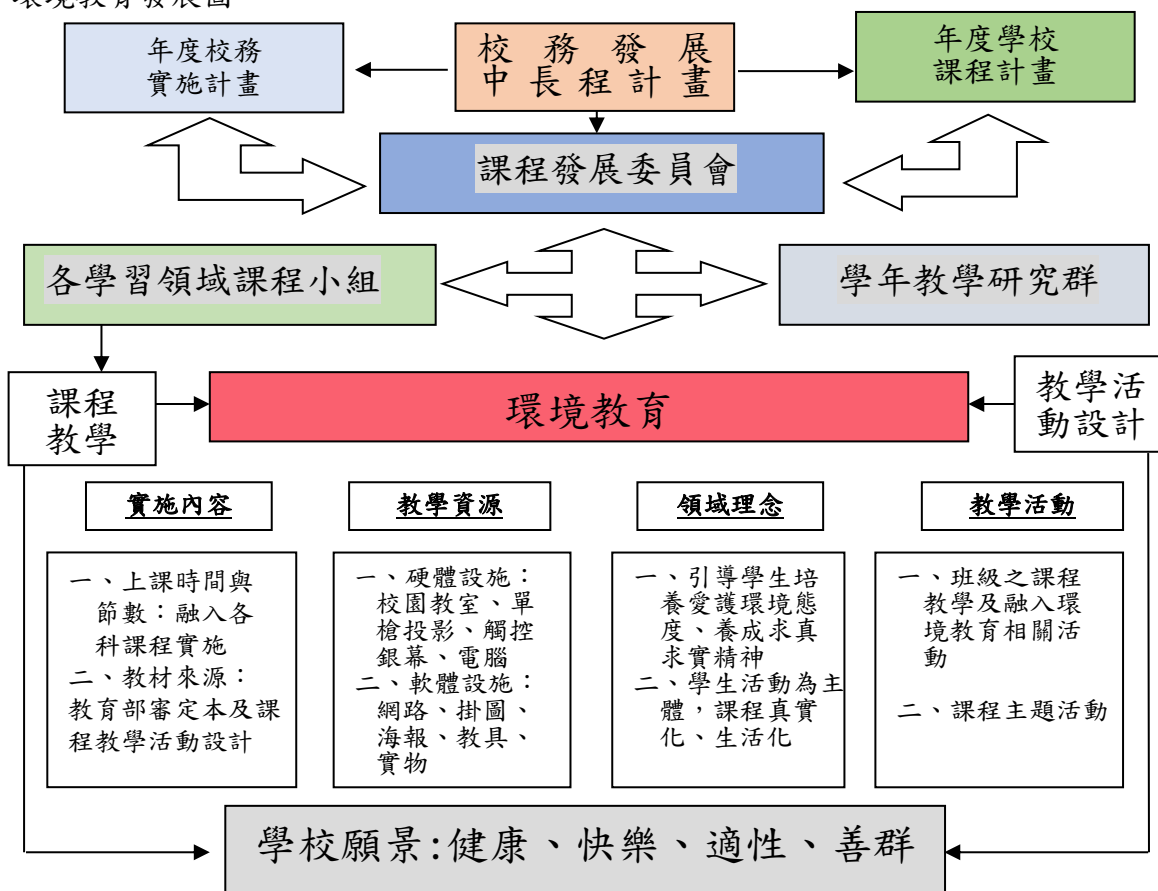 環境教育發展圖
年度校務
實施計畫
校務發展
中長程計畫
年度學校
課程計畫
課程發展委員會
各學習領域課程小組
學年教學研究群
課程
教學
環境教育
教學活
動設計
實施內容
一、上課時間與
節數：融入各
科課程實施
二、教材來源：
教育部審定本及課
程教學活動設計
教學資源
一、硬體設施：
校園教室、單
槍投影、觸控
銀幕、電腦
二、軟體設施：
網路、掛圖、
海報、教具、
實物
領域理念
一、引導學生培
養愛護環境態
度、養成求真
求實精神
二、學生活動為主
體，課程真實
化、生活化
教學活動
一、班級之課程
教學及融入環
境教育相關活
動
二、課程主題活動
學校願景:健康、快樂、適性、善群